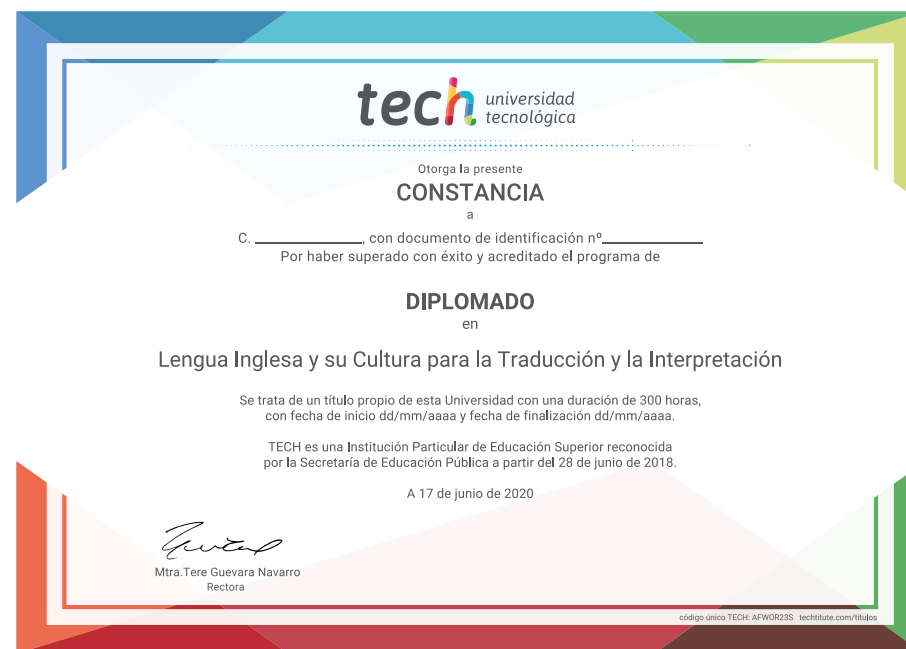 tech universidad
tecnológica
Otorga la presente
CONSTANCIA
a
C. ____________, con documento de identificación nº____________
Por haber superado con éxito y acreditado el programa de
DIPLOMADO
en
Lengua Inglesa y su Cultura para la Traducción y la Interpretación
Se trata de un título propio de esta Universidad con una duración de 300 horas,
con fecha de inicio dd/mm/aaaa y fecha de finalización dd/mm/aaaa.
TECH es una Institución Particular de Educación Superior reconocida
por la Secretaría de Educación Pública a partir del 28 de junio de 2018.
A 17 de junio de 2020
Mtra.Tere Guevara Navarro
Rectora
código único TECH: AFWOR23S techtitute.com/titulos